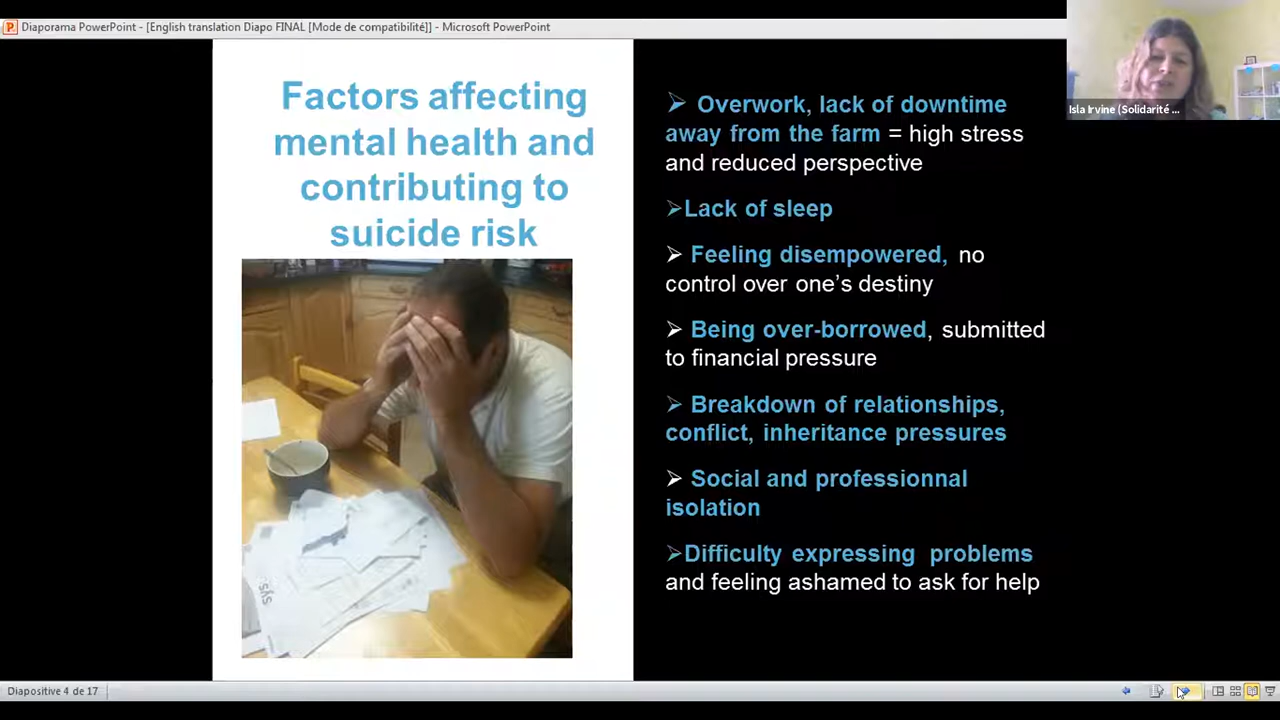 Diaporama PowerPoint - [English translation Diapo FINAL [Mode de compatibilité]] - Microsoft PowerPoint
Isla Irvine (Solidarité ...
Factors affecting
mental health and
contributing to
suicide risk
➢ Overwork, lack of downtime
away from the farm = high stress
and reduced perspective
➢Lack of sleep
➢ Feeling disempowered, no
control over one’s destiny
➢ Being over-borrowed, submitted
to financial pressure
➢ Breakdown of relationships,
conflict, inheritance pressures
➢ Social and professionnal
isolation
➢Difficulty expressing problems
and feeling ashamed to ask for help
sys
Diapositive 4 de 17